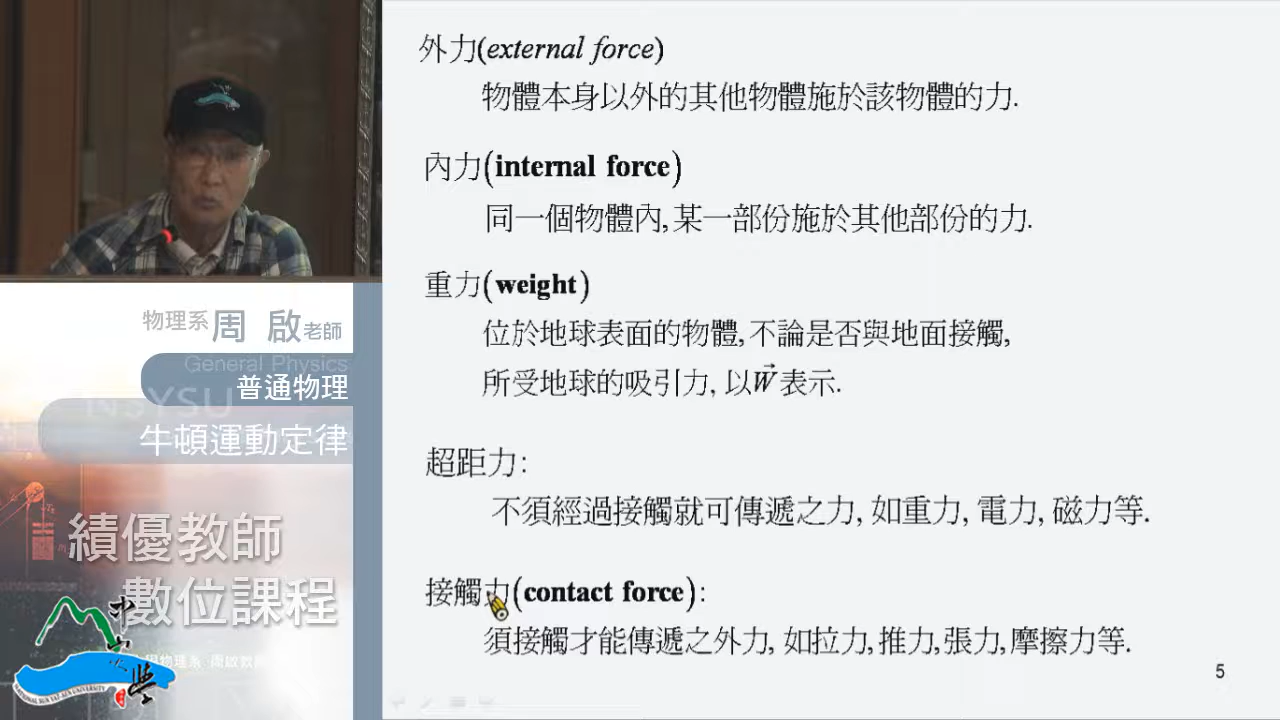 外力(external force)
物體本身以外的其他物體施於該物體的力.
內力(internal force)
同一個物體內, 某一部份施於其他部份的力.
重力(weight)
位於地球表面的物體, 不論是否與地面接觸,
所受地球的吸引力, 以W⃗表示.
超距力:
不須經過接觸就可傳遞之力, 如重力, 電力, 磁力等.
接觸力(contact force):
須接觸才能傳遞之外力, 如拉力, 推力, 張力, 摩擦力等.
5
物理系周 啟老師
General Physics
普通物理
NSYSU
牛頓運動定律
績優教師
數位課程
中山大學